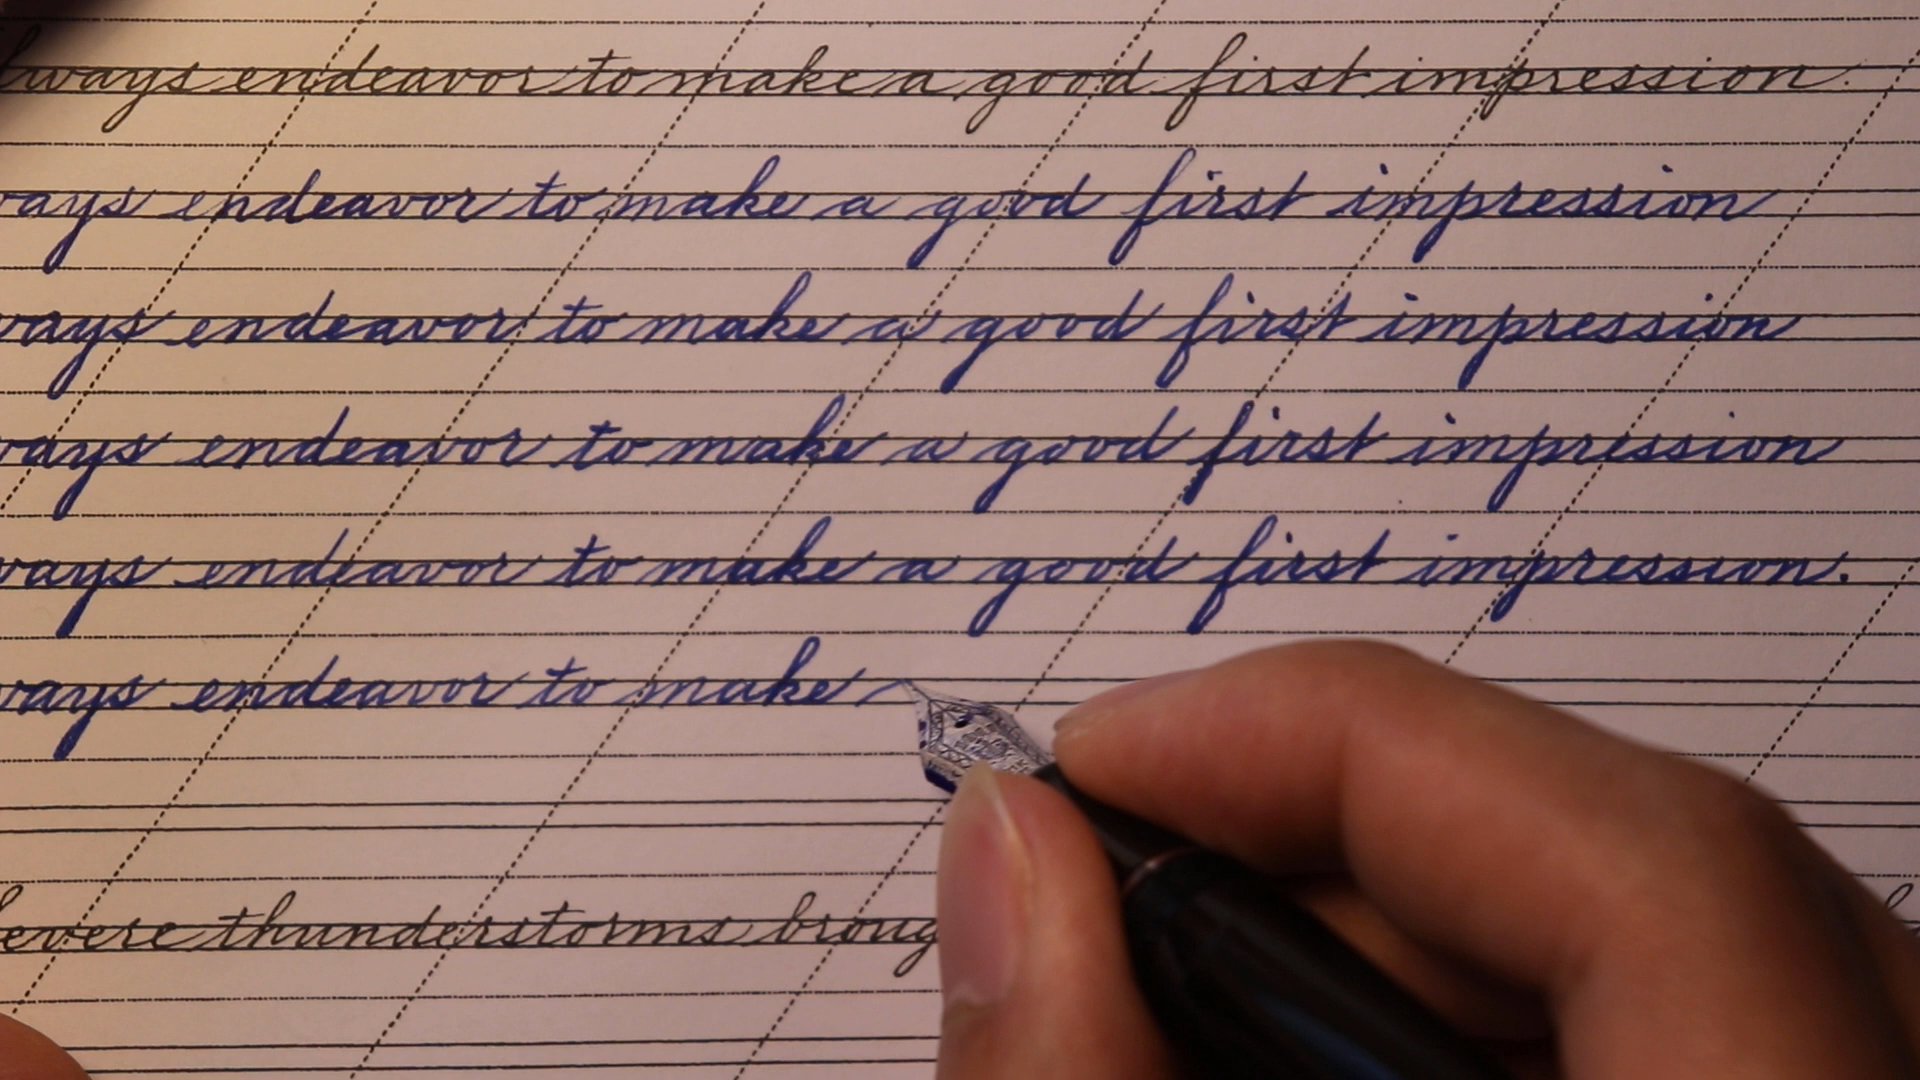 lways endeavor to make a good first impression.
ays endeavor to make a good first impression
ways endeavor to make a good first impression
ways endeavor to make a good first impression
ways endeavor to make a good first impression.
ways endeavor to make
evere thunderstorms broug